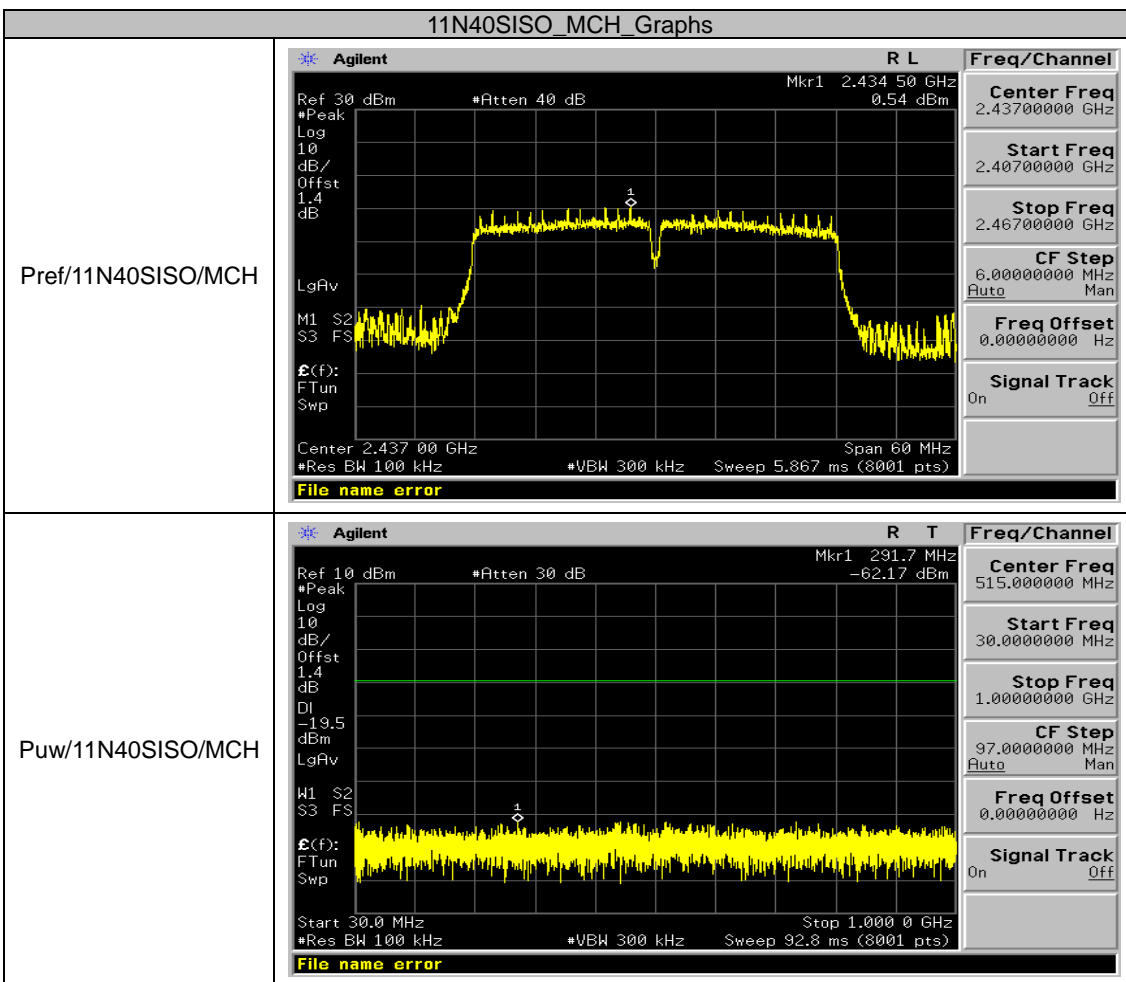 11N40SISO_MCH_Graphs
Pref/11N40SISO/MCH
Agilent R L
Mkr1 2.434 50 GHz
Ref 30 dBm #Atten 40 dB 0.54 dBm
#Peak
Log
10
dB/
Offst
1.4
dB
LgAv
M1 S2
S3 FS
£(f):
FTun
Swp
1
Center 2.437 00 GHz Span 60 MHz
#Res BW 100 kHz #VBW 300 kHz Sweep 5.867 ms (8001 pts)
File name error
Freq/Channel
Center Freq
2.43700000 GHz
Start Freq
2.40700000 GHz
Stop Freq
2.46700000 GHz
CF Step
6.00000000 MHz
Auto Man
Freq Offset
0.00000000 Hz
Signal Track
On Off
Puw/11N40SISO/MCH
Agilent R T
Mkr1 291.7 MHz
Ref 10 dBm #Atten 30 dB -62.17 dBm
#Peak
Log
10
dB/
Offst
1.4
dB
DI
-19.5
dBm
LgAv
W1 S2
S3 FS
£(f):
FTun
Swp
1
Start 30.0 MHz Stop 1.000 0 GHz
#Res BW 100 kHz #VBW 300 kHz Sweep 92.8 ms (8001 pts)
File name error
Freq/Channel
Center Freq
515.000000 MHz
Start Freq
30.0000000 MHz
Stop Freq
1.00000000 GHz
CF Step
97.0000000 MHz
Auto Man
Freq Offset
0.00000000 Hz
Signal Track
On Off